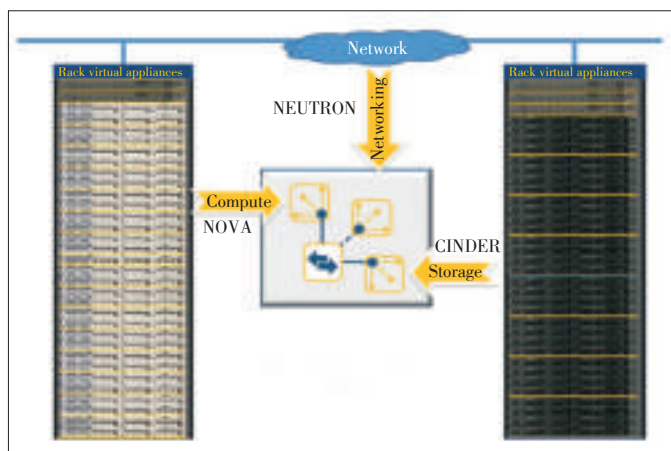 Network
Rack virtual appliances
Rack virtual appliances
NEUTRON
Networking
Compute
NOVA
CINDER
Storage